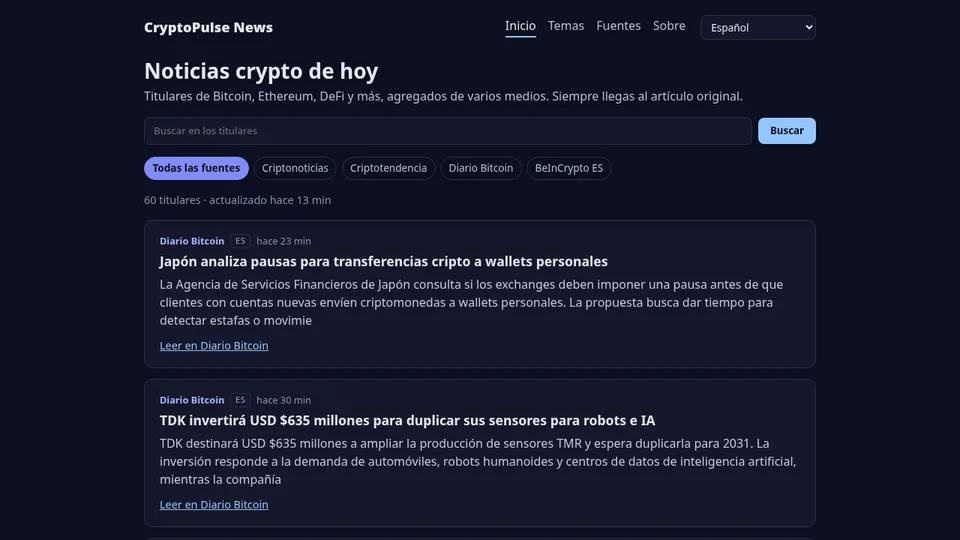 CryptoPulse News
Inicio Temas Fuentes Sobre Español
Noticias crypto de hoy
Titulares de Bitcoin, Ethereum, DeFi y más, agregados de varios medios. Siempre llegas al artículo original.
Buscar en los titulares Buscar
Todas las fuentes Criptonoticias Criptotendencia Diario Bitcoin BeInCrypto ES
60 titulares · actualizado hace 13 min
Diario Bitcoin ES hace 23 min
Japón analiza pausas para transferencias cripto a wallets personales
La Agencia de Servicios Financieros de Japón consulta si los exchanges deben imponer una pausa antes de que
clientes con cuentas nuevas envíen criptomonedas a wallets personales. La propuesta busca dar tiempo para
detectar estafas o movimie
Leer en Diario Bitcoin
Diario Bitcoin ES hace 30 min
TDK invertirá USD $635 millones para duplicar sus sensores para robots e IA
TDK destinará USD $635 millones a ampliar la producción de sensores TMR y espera duplicarla para 2031. La
inversión responde a la demanda de automóviles, robots humanoides y centros de datos de inteligencia artificial,
mientras la compañía
Leer en Diario Bitcoin